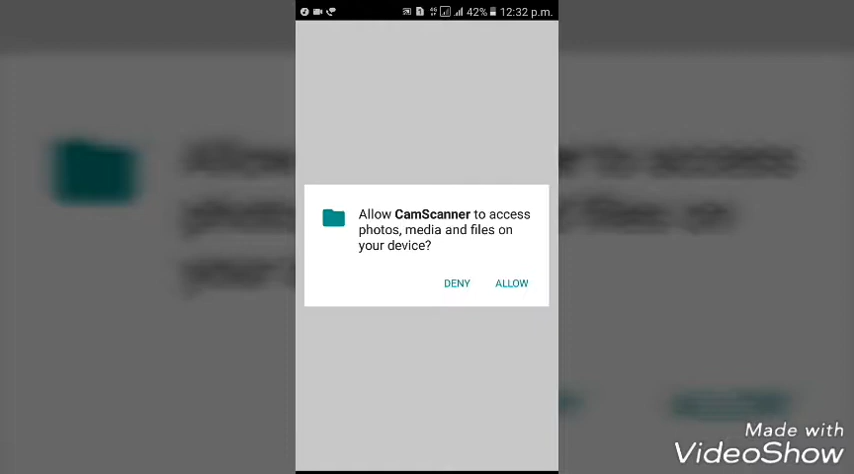 42% 12:32 p.m.
Allow CamScanner to access
photos, media and files on
your device?
DENY ALLOW
Made with
VideoShow